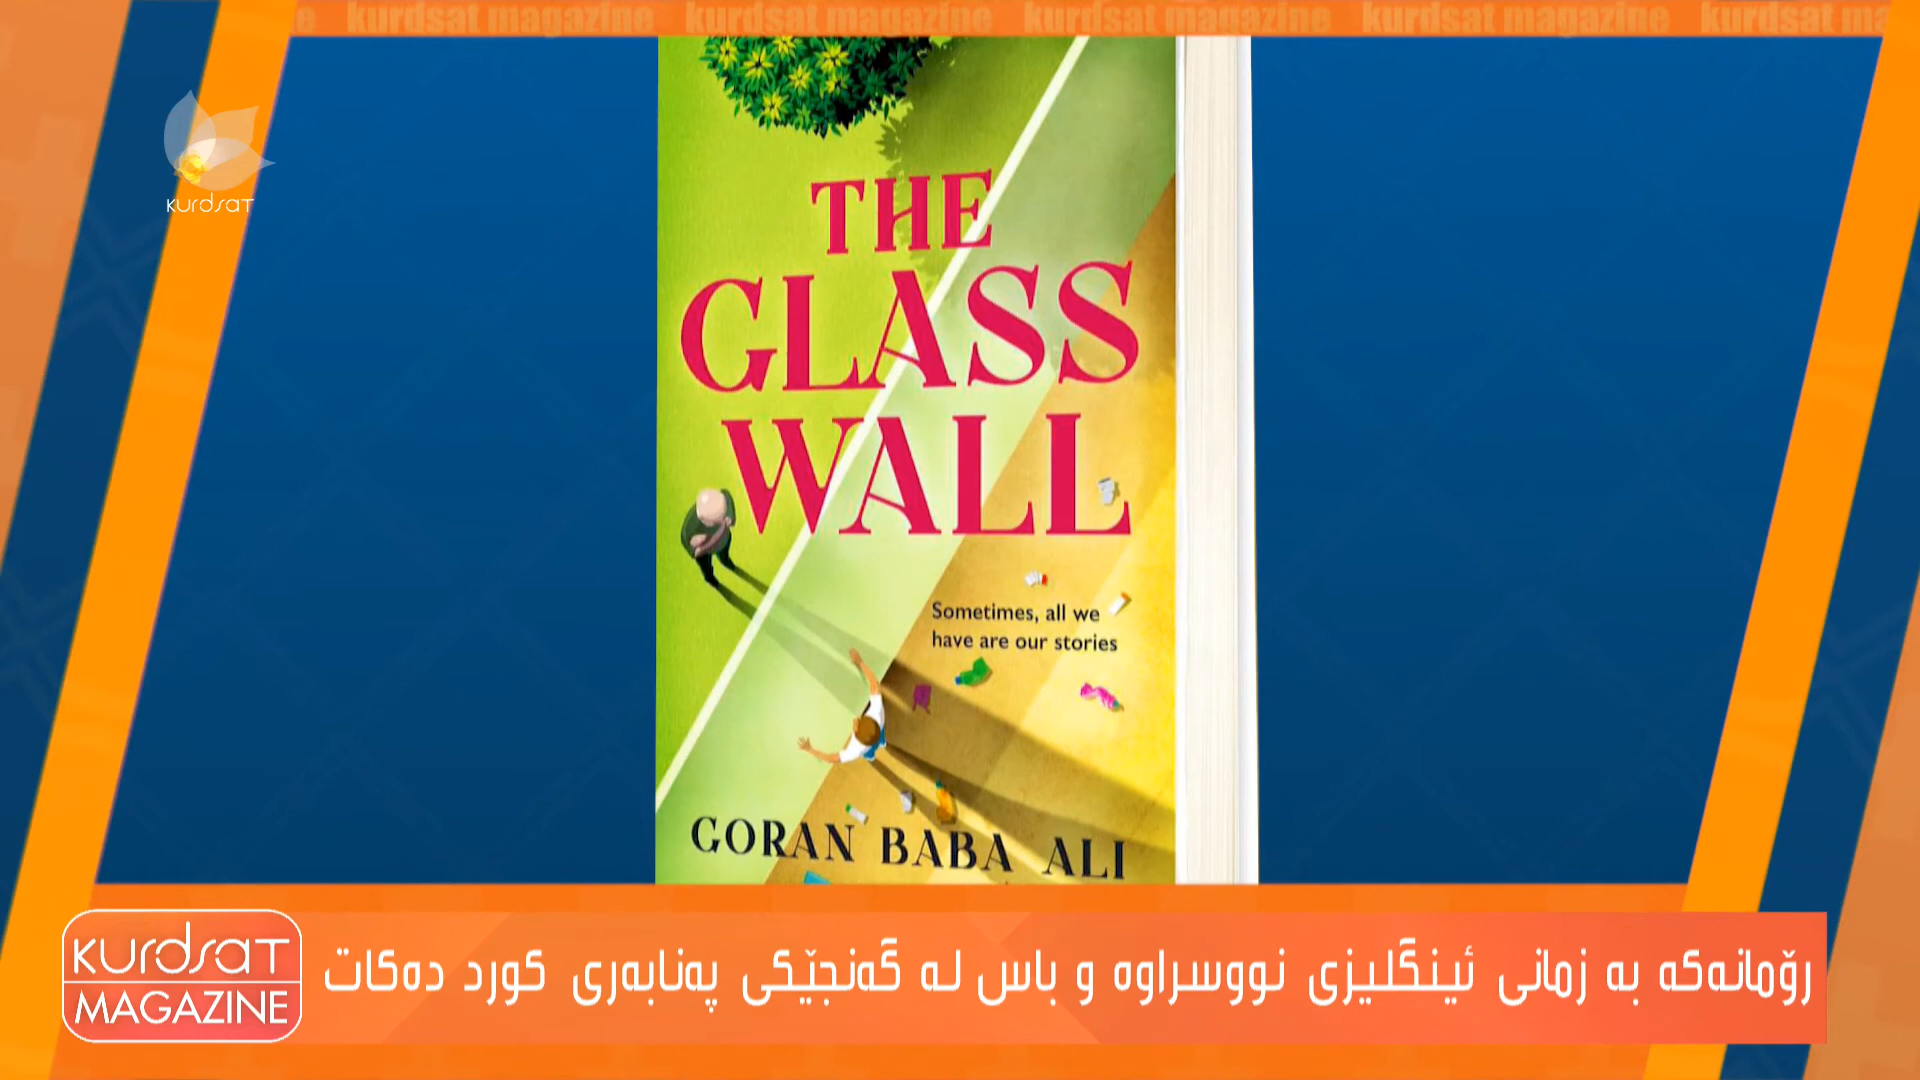 kurdsat magazine kurdsat magazine kurdsat magazine kurdsat magazine
kurdsat
THE
GLASS
WALL
Sometimes, all we
have are our stories
GORAN BABA ALI
kurdsat
MAGAZINE
ڕۆمانەکە بە زمانی ئینگلیزی نووسراوە و باس لە گەنجێکی پەنابەری کورد دەکات